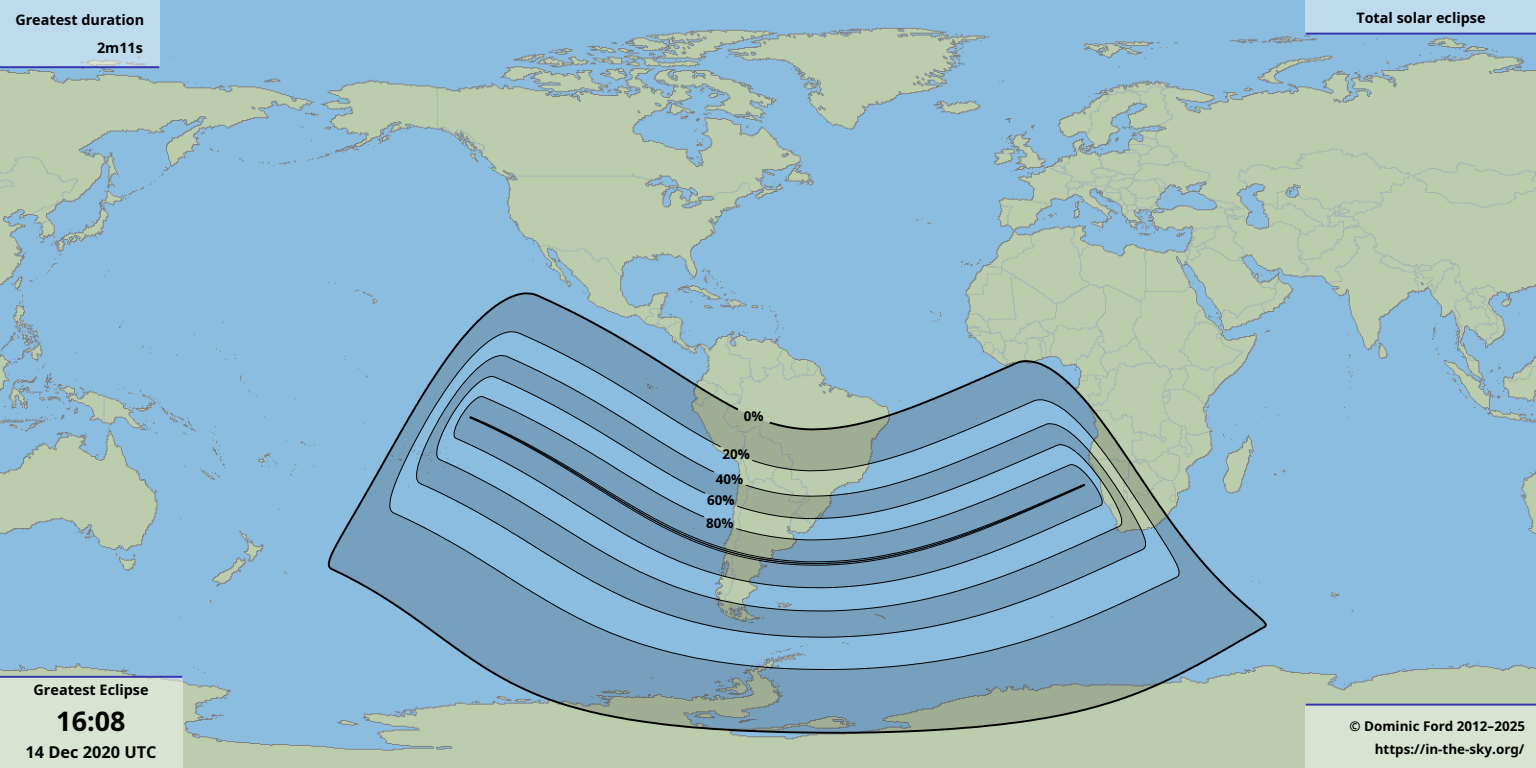 Greatest duration
2m11s
Total solar eclipse
0%
20%
40%
60%
80%
Greatest Eclipse
16:08
14 Dec 2020 UTC
© Dominic Ford 2012–2025
https://in-the-sky.org/